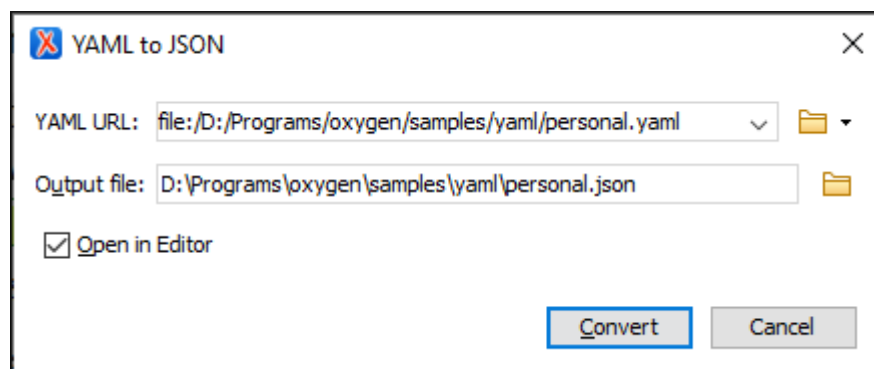 YAML to JSON
YAML URL: file:/D:/Programs/oxygen/samples/yaml/personal.yaml
Output file: D:\Programs\oxygen\samples\yaml\personal.json
Open in Editor
Convert Cancel